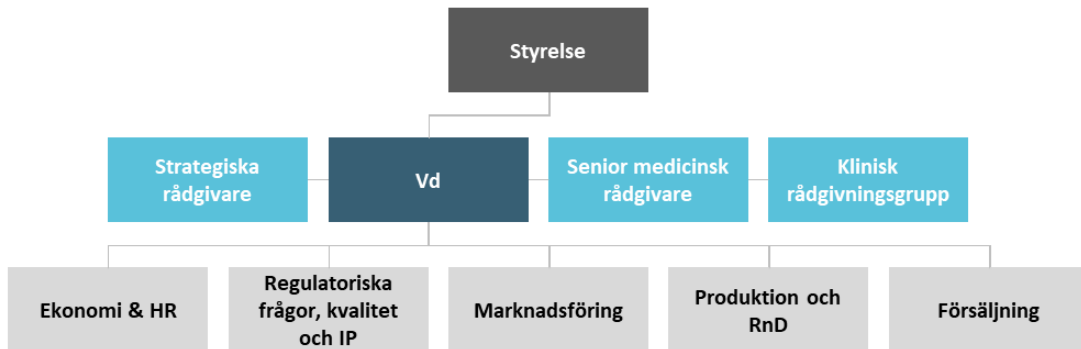 Styrelse
Strategiska
rådgivare
Vd
Senior medicinsk
rådgivare
Klinisk
rådgivningsgrupp
Ekonomi & HR
Regulatoriska
frågor, kvalitet
och IP
Marknadsföring
Produktion och
RnD
Försäljning